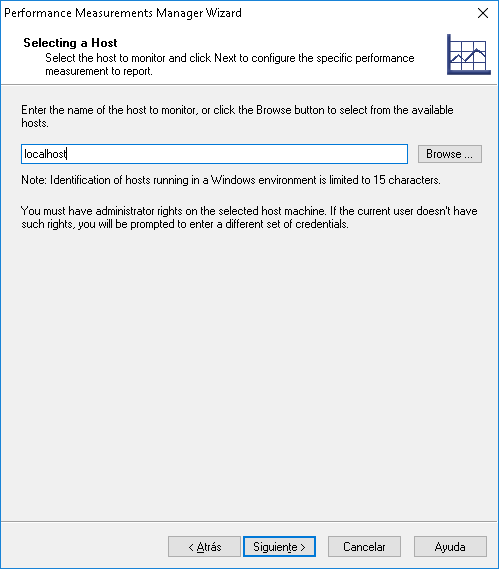 Performance Measurements Manager Wizard
Selecting a Host
Select the host to monitor and click Next to configure the specific performance
measurement to report.
Enter the name of the host to monitor, or click the Browse button to select from the available
hosts.
localhost
Browse ...
Note: Identification of hosts running in a Windows environment is limited to 15 characters.
You must have administrator rights on the selected host machine. If the current user doesn't have
such rights, you will be prompted to enter a different set of credentials.
< Atrás
Siguiente >
Cancelar
Ayuda